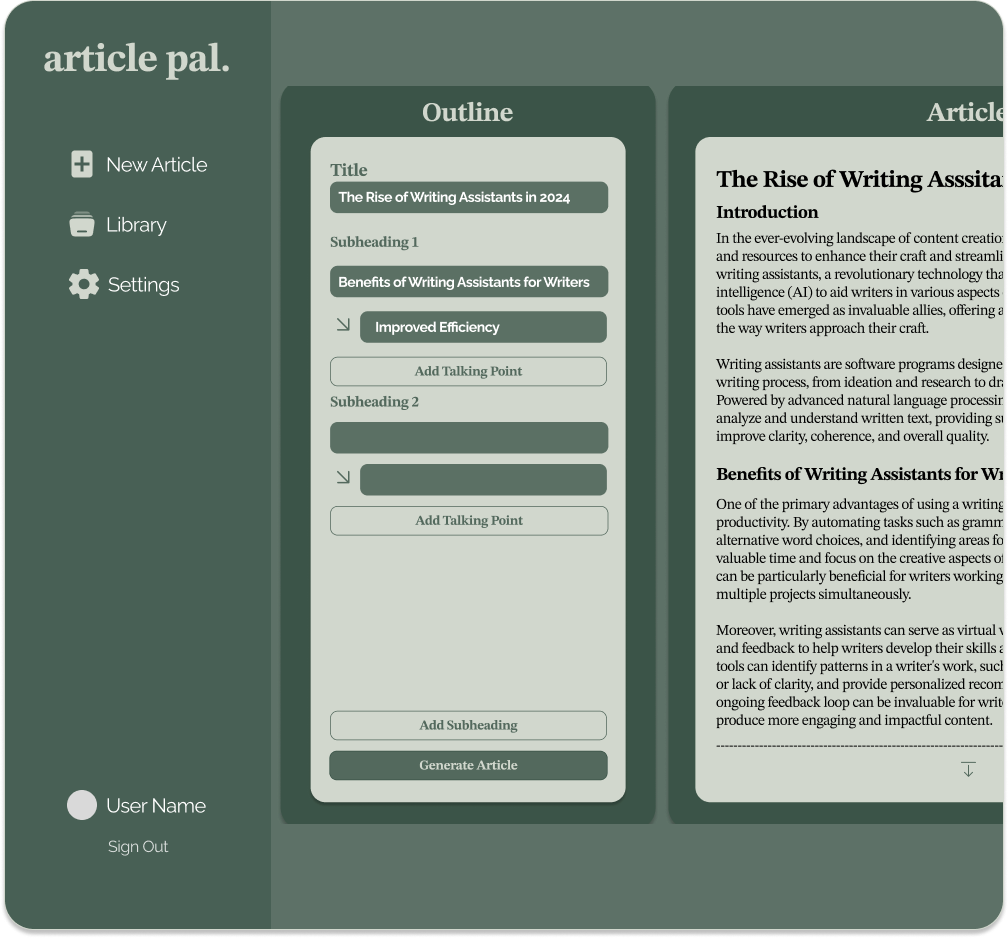 article pal.
New Article
Library
Settings
User Name
Sign Out
Outline
Title
The Rise of Writing Assistants in 2024
Subheading 1
Benefits of Writing Assistants for Writers
Improved Efficiency
Add Talking Point
Subheading 2
Add Talking Point
Add Subheading
Generate Article
Article
The Rise of Writing Asssita
Introduction
In the ever-evolving landscape of content creatio
and resources to enhance their craft and streamli
writing assistants, a revolutionary technology tha
intelligence (AI) to aid writers in various aspects
tools have emerged as invaluable allies, offering a
the way writers approach their craft.
Writing assistants are software programs designe
writing process, from ideation and research to dra
Powered by advanced natural language processin
analyze and understand written text, providing su
improve clarity, coherence, and overall quality.
Benefits of Writing Assistants for Wr
One of the primary advantages of using a writing
productivity. By automating tasks such as gramm
alternative word choices, and identifying areas fo
valuable time and focus on the creative aspects of
can be particularly beneficial for writers working
multiple projects simultaneously.
Moreover, writing assistants can serve as virtual
and feedback to help writers develop their skills a
tools can identify patterns in a writer's work, such
or lack of clarity, and provide personalized recom
ongoing feedback loop can be invaluable for write
produce more engaging and impactful content.